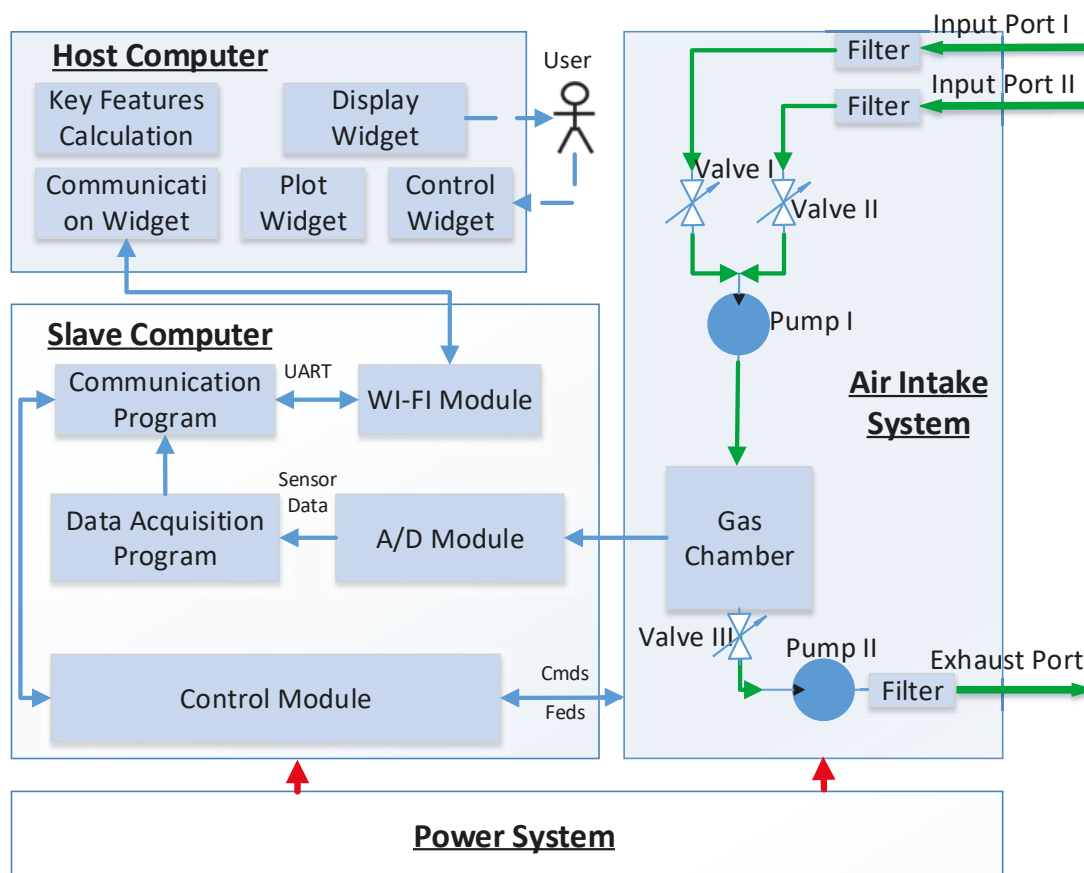 Host Computer
Key Features
Calculation
Display
Widget
User
Communicati
on Widget
Plot
Widget
Control
Widget
Slave Computer
Communication
Program
UART
WI-FI Module
Data Acquisition
Program
Sensor
Data
A/D Module
Control Module
Cmds
Feds
Input Port I
Filter
Input Port II
Filter
Valve I
Valve II
Pump I
Air Intake
System
Gas
Chamber
Valve III
Pump II
Filter
Exhaust Port
Power System